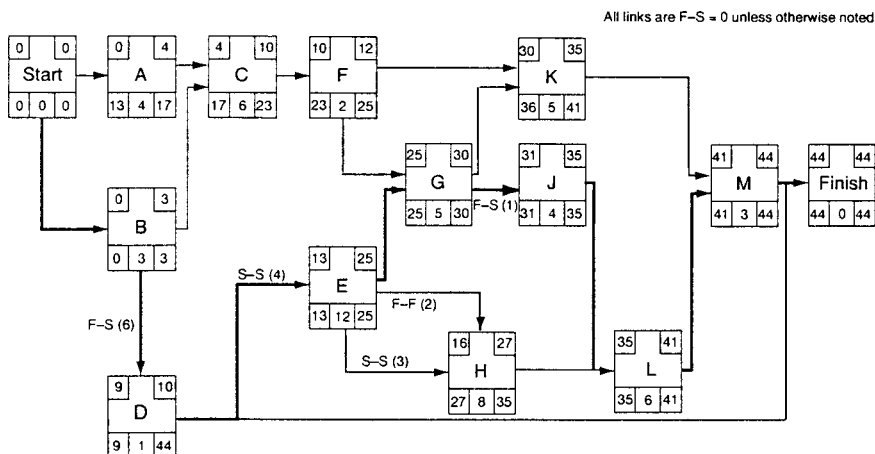 All links are F–S = 0 unless otherwise noted
0 0
Start
0 0 0
0 4
A
13 4 17
4 10
C
17 6 23
10 12
F
23 2 25
30 35
K
36 5 41
25 30
G
25 5 30
F–S (1)
31 35
J
31 4 35
41 44
M
41 3 44
44 44
Finish
44 0 44
0 3
B
0 3 3
F–S (6)
S–S (4)
13 25
E
13 12 25
F–F (2)
S–S (3)
16 27
H
27 8 35
35 41
L
35 6 41
9 10
D
9 1 44